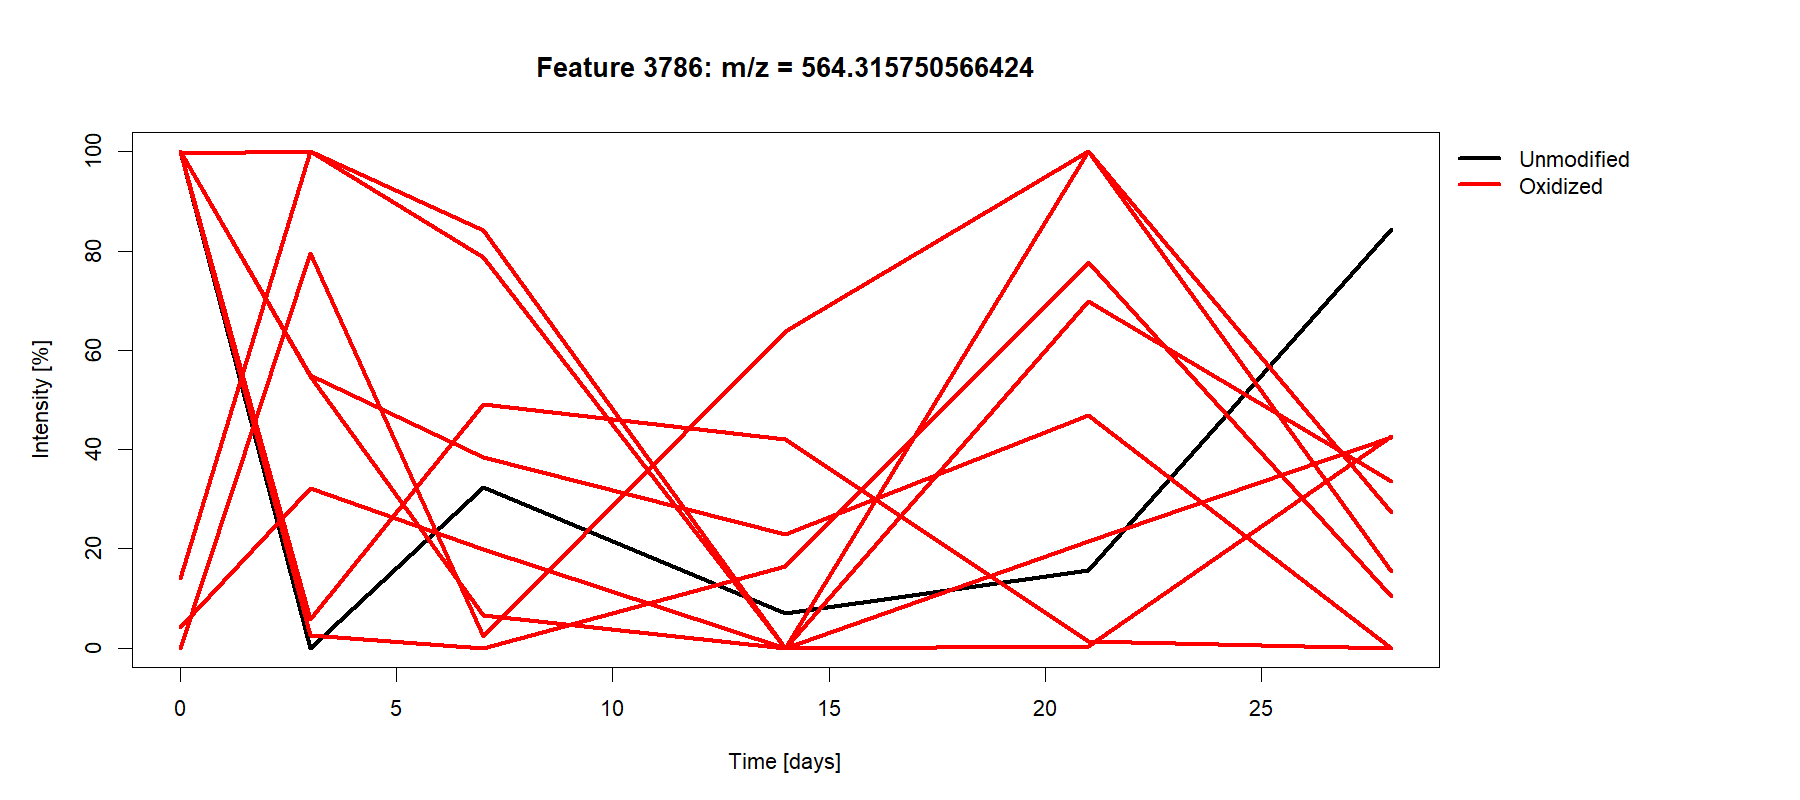 Feature 3786: m/z = 564.315750566424
Unmodified
Oxidized
Intensity [%]
100
80
60
40
20
0
0 5 10 15 20 25
Time [days]